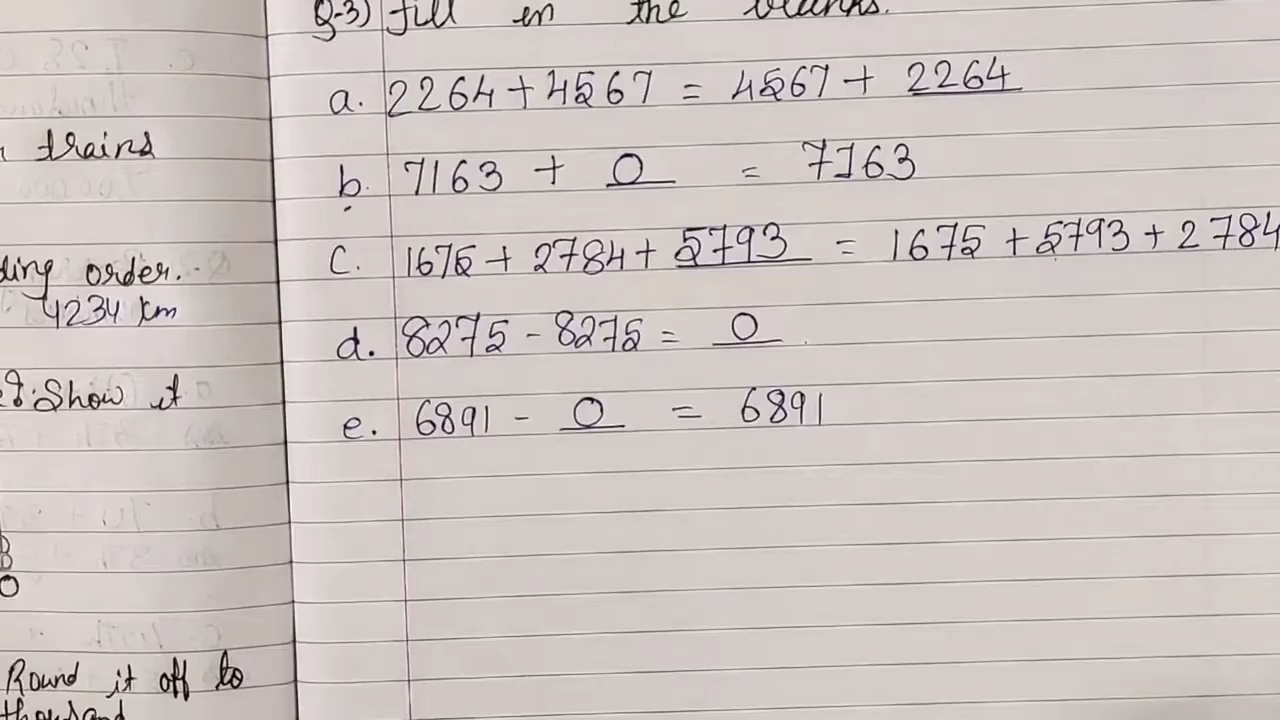 trains
ding order.
4234 km
Show it
Round it off to
thousand
Q-3) Fill in the blanks.
a. 2264 + 4567 = 4567 + 2264
b. 7163 + 0 = 7163
c. 1675 + 2784 + 5793 = 1675 + 5793 + 2784
d. 8275 - 8275 = 0
e. 6891 - 0 = 6891